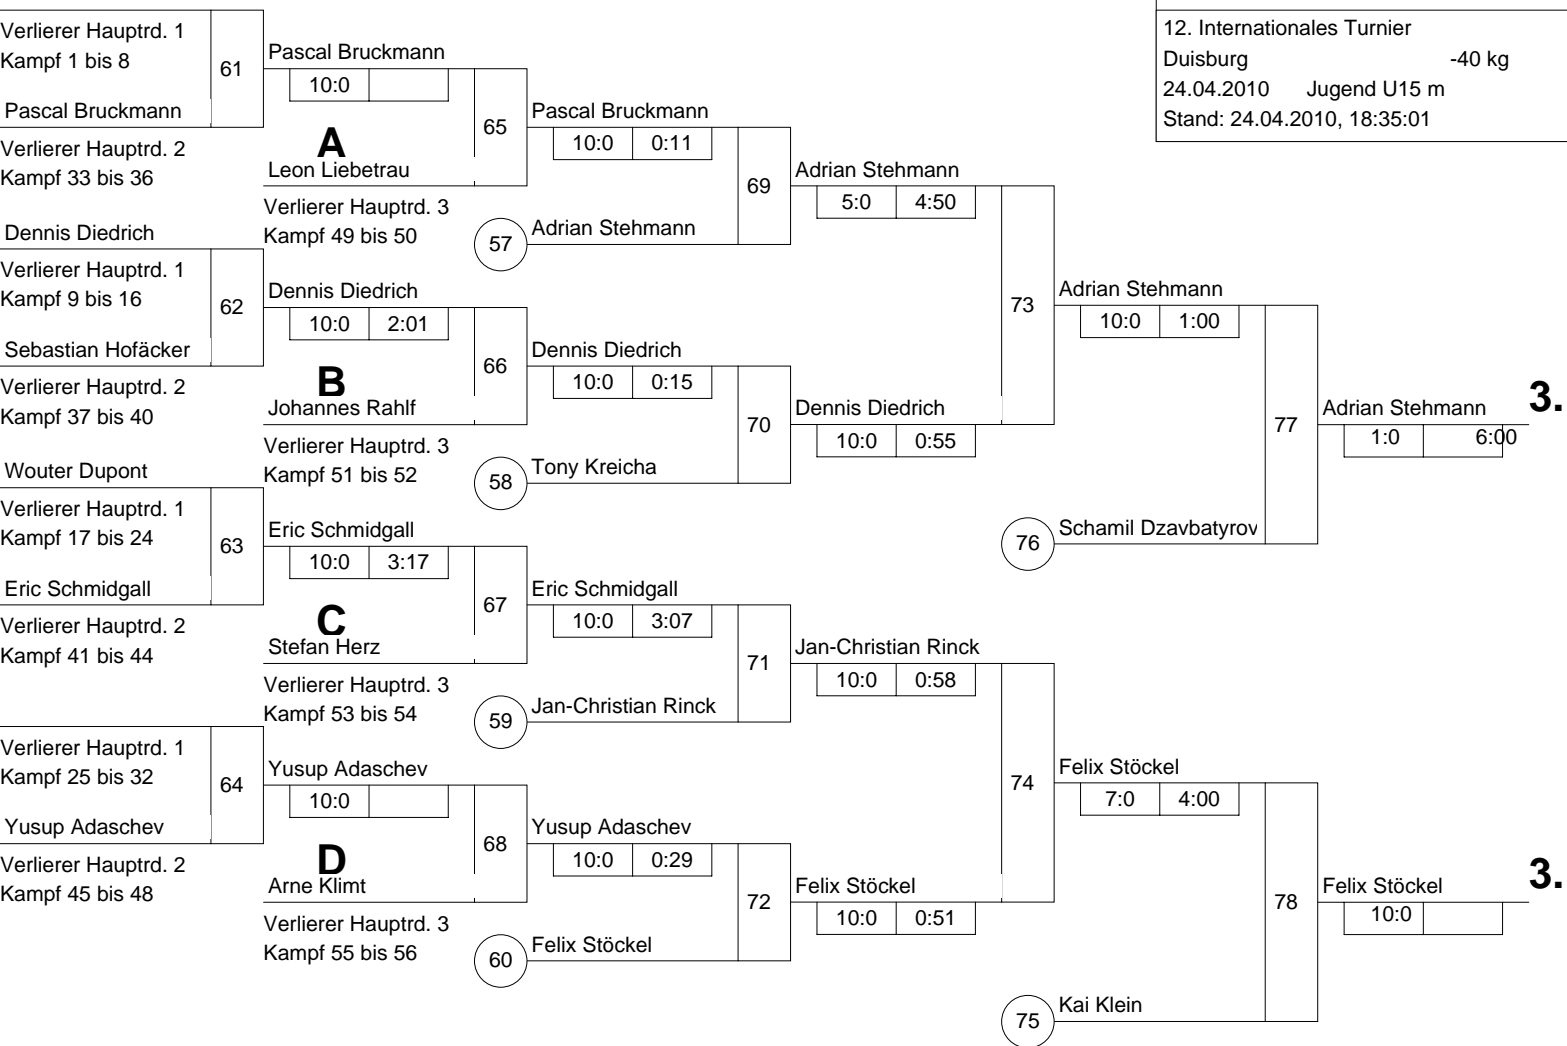 12. Internationales Turnier
Duisburg -40 kg
24.04.2010 Jugend U15 m
Stand: 24.04.2010, 18:35:01
Verlierer Hauptrd. 1
Kampf 1 bis 8
61
Pascal Bruckmann
Verlierer Hauptrd. 2
Kampf 33 bis 36
Dennis Diedrich
Verlierer Hauptrd. 1
Kampf 9 bis 16
62
Sebastian Hofäcker
Verlierer Hauptrd. 2
Kampf 37 bis 40
Wouter Dupont
Verlierer Hauptrd. 1
Kampf 17 bis 24
63
Eric Schmidgall
Verlierer Hauptrd. 2
Kampf 41 bis 44
Verlierer Hauptrd. 1
Kampf 25 bis 32
64
Yusup Adaschev
Verlierer Hauptrd. 2
Kampf 45 bis 48
Pascal Bruckmann
10:0
A
65
Leon Liebetrau
Verlierer Hauptrd. 3
Kampf 49 bis 50
Dennis Diedrich
10:0 2:01
B
66
Johannes Rahlf
Verlierer Hauptrd. 3
Kampf 51 bis 52
Eric Schmidgall
10:0 3:17
C
67
Stefan Herz
Verlierer Hauptrd. 3
Kampf 53 bis 54
Yusup Adaschev
10:0
D
68
Arne Klimt
Verlierer Hauptrd. 3
Kampf 55 bis 56
Pascal Bruckmann
10:0 0:11
69
57 Adrian Stehmann
Dennis Diedrich
10:0 0:15
70
58 Tony Kreicha
Eric Schmidgall
10:0 3:07
71
59 Jan-Christian Rinck
Yusup Adaschev
10:0 0:29
72
60 Felix Stöckel
Adrian Stehmann
5:0 4:50
73
Dennis Diedrich
10:0 0:55
Jan-Christian Rinck
10:0 0:58
74
Felix Stöckel
10:0 0:51
Adrian Stehmann
10:0 1:00
77
76 Schamil Dzavbatyrov
Felix Stöckel
7:0 4:00
78
75 Kai Klein
Adrian Stehmann 3.
1:0 6:00
Felix Stöckel 3.
10:0